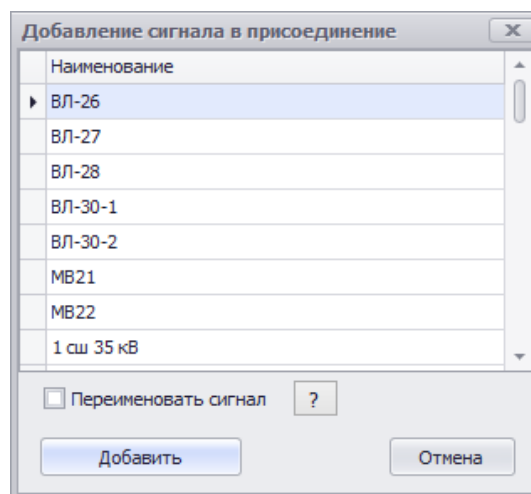 Добавление сигнала в присоединение
Наименование
ВЛ-26
ВЛ-27
ВЛ-28
ВЛ-30-1
ВЛ-30-2
МВ21
МВ22
1 сш 35 кВ
Переименовать сигнал ?
Добавить Отмена